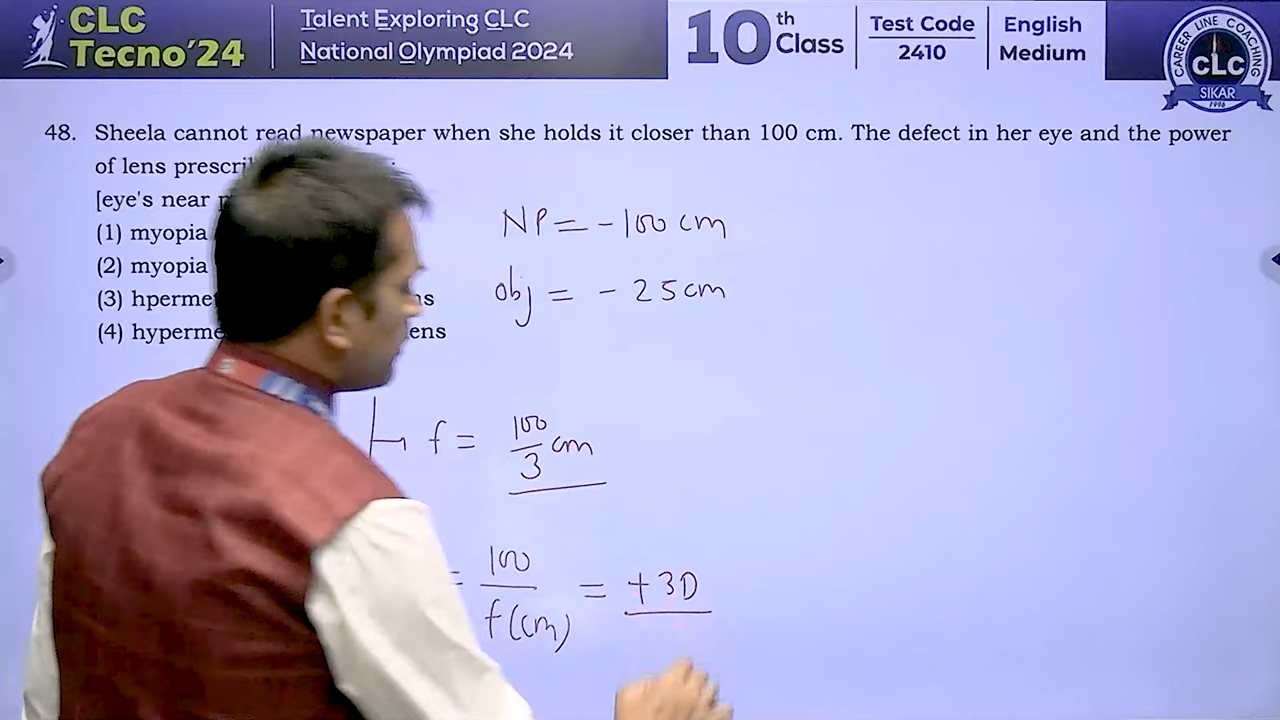 CLC
Tecno'24
Talent Exploring CLC
National Olympiad 2024
10th Class
Test Code
2410
English
Medium
CAREER LINE COACHING
CLC
SIKAR
1996
48. Sheela cannot read newspaper when she holds it closer than 100 cm. The defect in her eye and the power
of lens
[eye's near
(1) myopia
(2) myopia
(3)
(4)
NP = -100 cm
obj = -25 cm
f = 100/3 cm
= 100/f(cm) = +3D